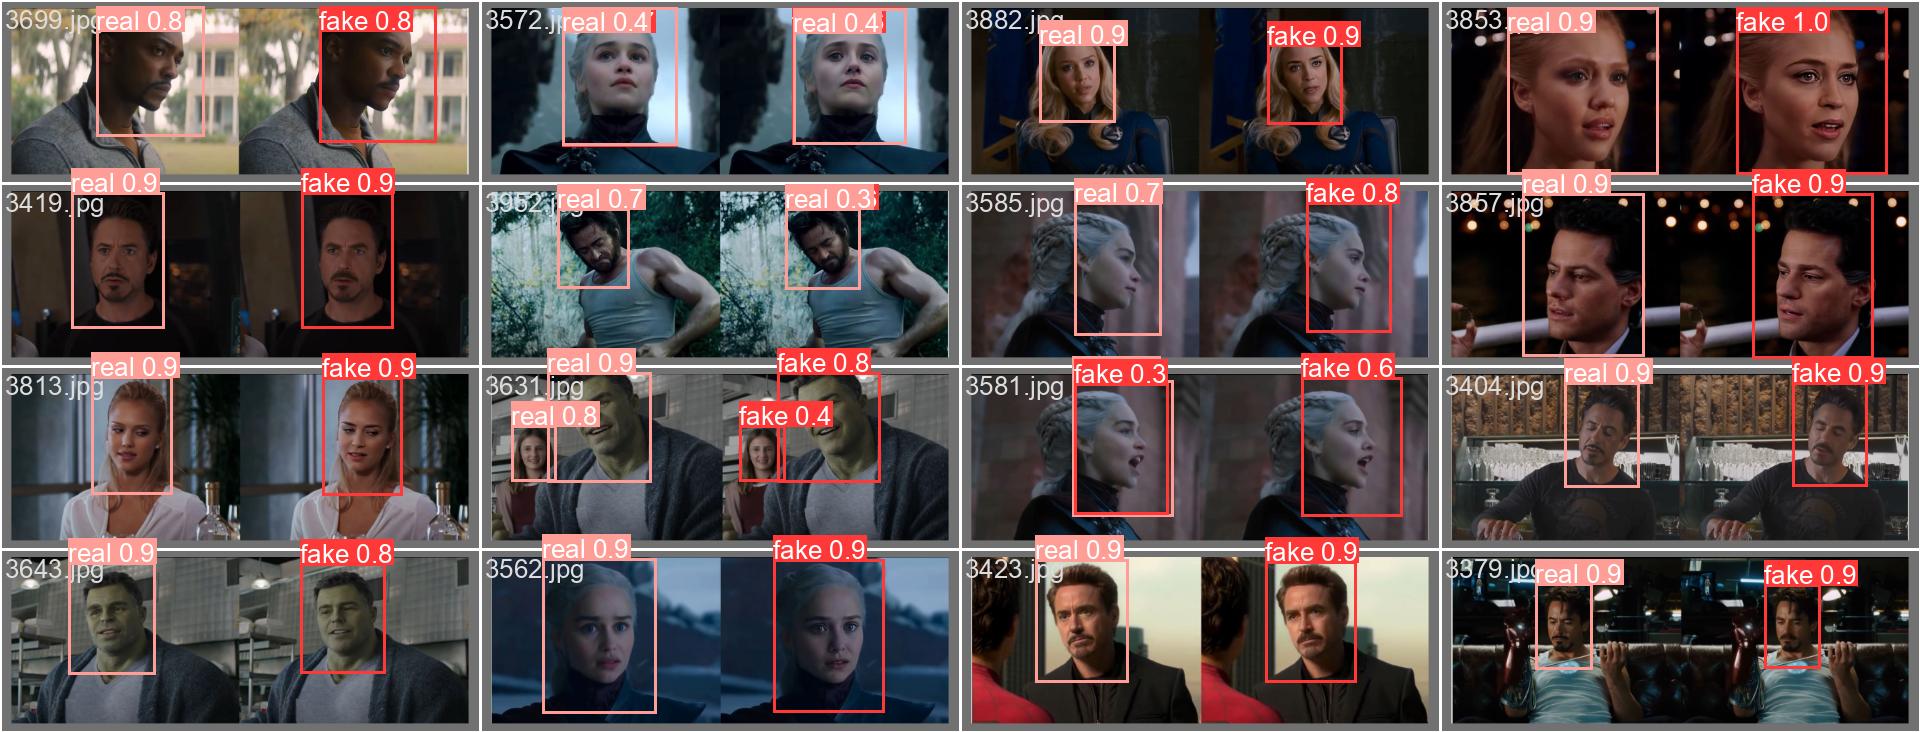 3699.jpg real 0.8 fake 0.8
3572.jpg real 0.4 real 0.4
3882.jpg real 0.9 fake 0.9
3853. real 0.9 fake 1.0
3419.jpg real 0.9 fake 0.9
3952.jpg real 0.7 real 0.3
3585.jpg real 0.7 fake 0.8
3857.jpg real 0.9 fake 0.9
3813.jpg real 0.9 fake 0.9
3631.jpg real 0.9 fake 0.8
real 0.8 fake 0.4
3581.jpg fake 0.3 fake 0.6
3404.jpg real 0.9 fake 0.9
3643.jpg real 0.9 fake 0.8
3562.jpg real 0.9 fake 0.9
3423.jpg real 0.9 fake 0.9
3379.jpg real 0.9 fake 0.9